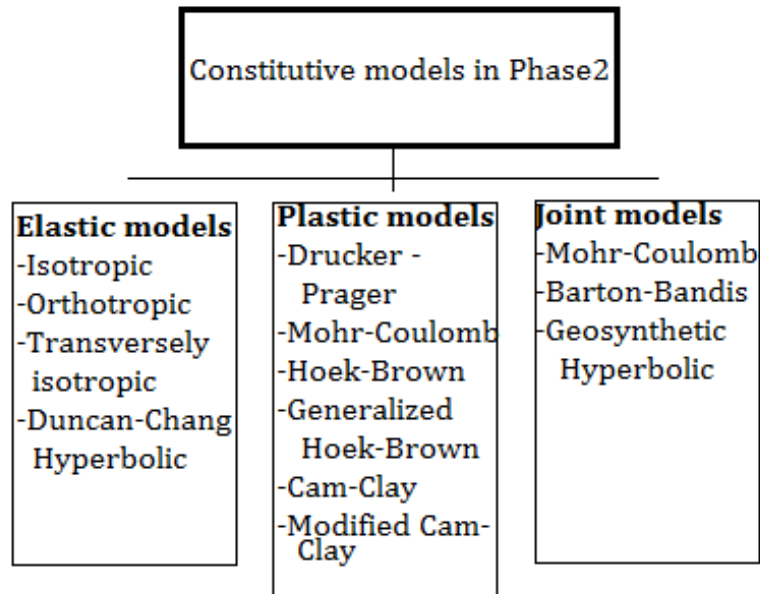 Constitutive models in Phase2
Elastic models
-Isotropic
-Orthotropic
-Transversely
isotropic
-Duncan-Chang
Hyperbolic
Plastic models
-Drucker -
Prager
-Mohr-Coulomb
-Hoek-Brown
-Generalized
Hoek-Brown
-Cam-Clay
-Modified Cam-
Clay
Joint models
-Mohr-Coulomb
-Barton-Bandis
-Geosynthetic
Hyperbolic